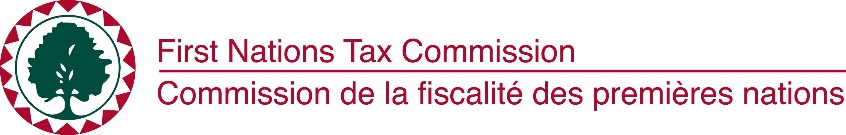 First Nations Tax Commission
Commission de la fiscalité des premières nations